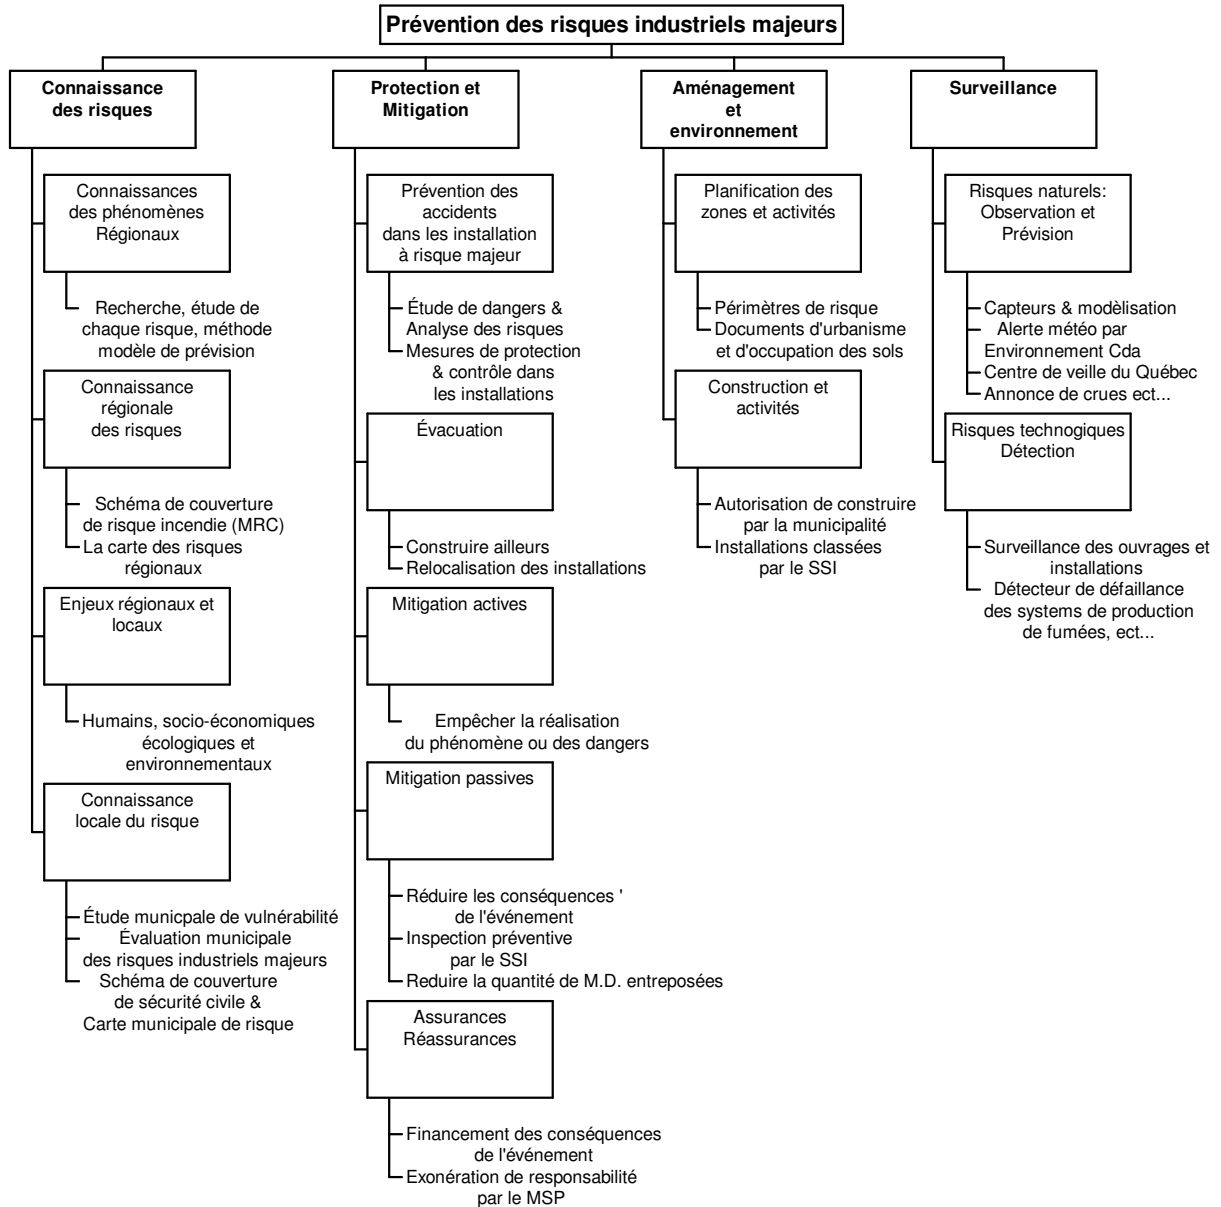 Prévention des risques industriels majeurs
Connaissance
des risques
Connaissances
des phénomènes
Régionaux
Recherche, étude de
chaque risque, méthode
modèle de prévision
Connaissance
régionale
des risques
Schéma de couverture
de risque incendie (MRC)
La carte des risques
régionaux
Enjeux régionaux et
locaux
Humains, socio-économiques
écologiques et
environnementaux
Connaissance
locale du risque
Étude municpale de vulnérabilité
Évaluation municipale
des risques industriels majeurs
Schéma de couverture
de sécurité civile &
Carte municipale de risque
Protection et
Mitigation
Prévention des
accidents
dans les installation
à risque majeur
Étude de dangers &
Analyse des risques
Mesures de protection
& contrôle dans
les installations
Évacuation
Construire ailleurs
Relocalisation des installations
Mitigation actives
Empêcher la réalisation
du phénomène ou des dangers
Mitigation passives
Réduire les conséquences '
de l'événement
Inspection préventive
par le SSI
Reduire la quantité de M.D. entreposées
Assurances
Réassurances
Financement des conséquences
de l'événement
Exonération de responsabilité
par le MSP
Aménagement
et
environnement
Planification des
zones et activités
Périmètres de risque
Documents d'urbanisme
et d'occupation des sols
Construction et
activités
Autorisation de construire
par la municipalité
Installations classées
par le SSI
Surveillance
Risques naturels:
Observation et
Prévision
Capteurs & modèlisation
Alerte météo par
Environnement Cda
Centre de veille du Québec
Annonce de crues ect...
Risques technogiques
Détection
Surveillance des ouvrages et
installations
Détecteur de défaillance
des systems de production
de fumées, ect...